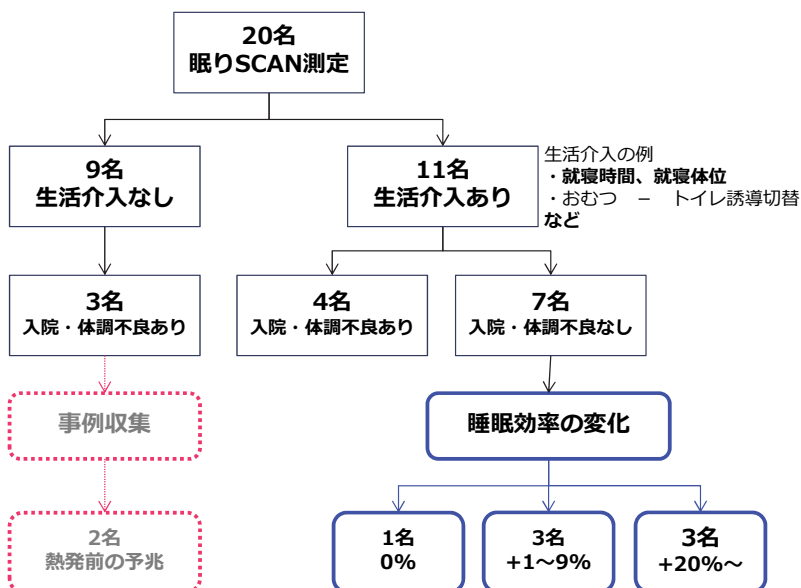 20名
眠りSCAN測定
9名
生活介入なし
11名
生活介入あり
生活介入の例
・就寝時間、就寝体位
・おむつ － トイレ誘導切替
など
3名
入院・体調不良あり
4名
入院・体調不良あり
7名
入院・体調不良なし
事例収集
睡眠効率の変化
2名
熱発前の予兆
1名
0%
3名
+1～9%
3名
+20%～